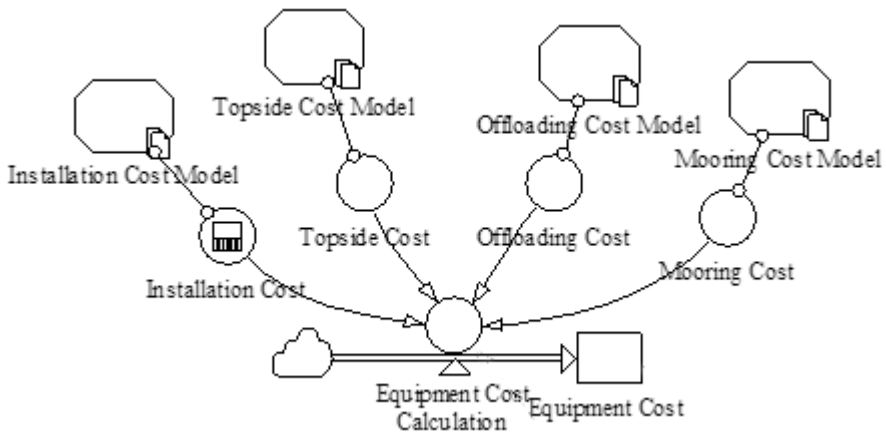 Topside Cost Model
Offloading Cost Model
Installation Cost Model
Mooring Cost Model
Topside Cost
Offloading Cost
Installation Cost
Mooring Cost
Equipment Cost
Calculation
Equipment Cost